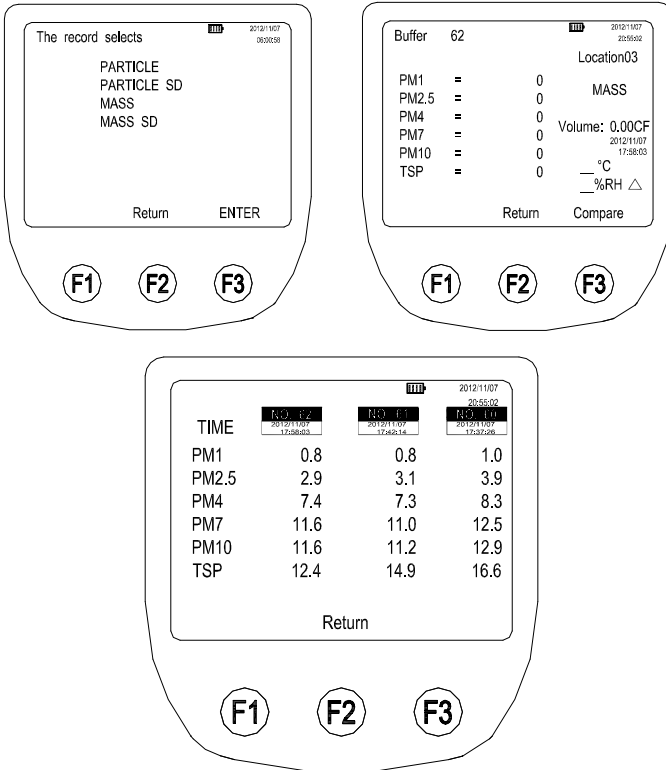 2012/11/07
The record selects
06:00:58
PARTICLE
PARTICLE SD
MASS
MASS SD
Return ENTER
F1 F2 F3
2012/11/07
Buffer 62
20:55:02
Location03
PM1 = 0
MASS
PM2.5 = 0
PM4 = 0
PM7 = 0
Volume: 0.00CF
2012/11/07
PM10 = 0
17:58:03
TSP = 0
__°C
__%RH △
Return Compare
F1 F2 F3
2012/11/07
20:55:02
NO. 62 NO. 61 NO. 60
TIME
2012/11/07 2012/11/07 2012/11/07
17:58:03 17:42:14 17:37:26
PM1 0.8 0.8 1.0
PM2.5 2.9 3.1 3.9
PM4 7.4 7.3 8.3
PM7 11.6 11.0 12.5
PM10 11.6 11.2 12.9
TSP 12.4 14.9 16.6
Return
F1 F2 F3